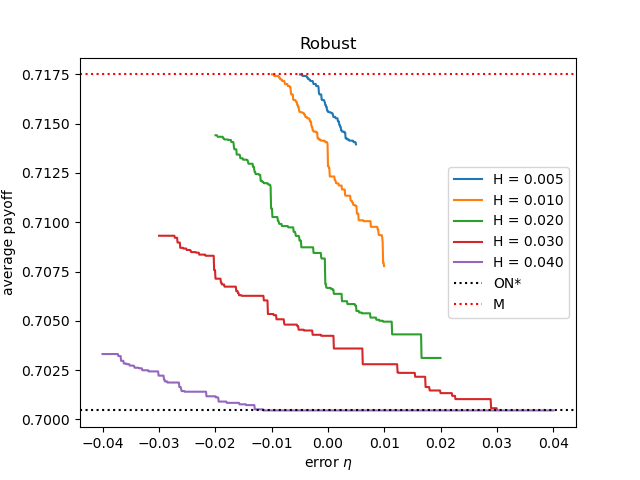 Robust
average payoff
0.7175
0.7150
0.7125
0.7100
0.7075
0.7050
0.7025
0.7000
H = 0.005
H = 0.010
H = 0.020
H = 0.030
H = 0.040
ON*
M
−0.04 −0.03 −0.02 −0.01 0.00 0.01 0.02 0.03 0.04
error η